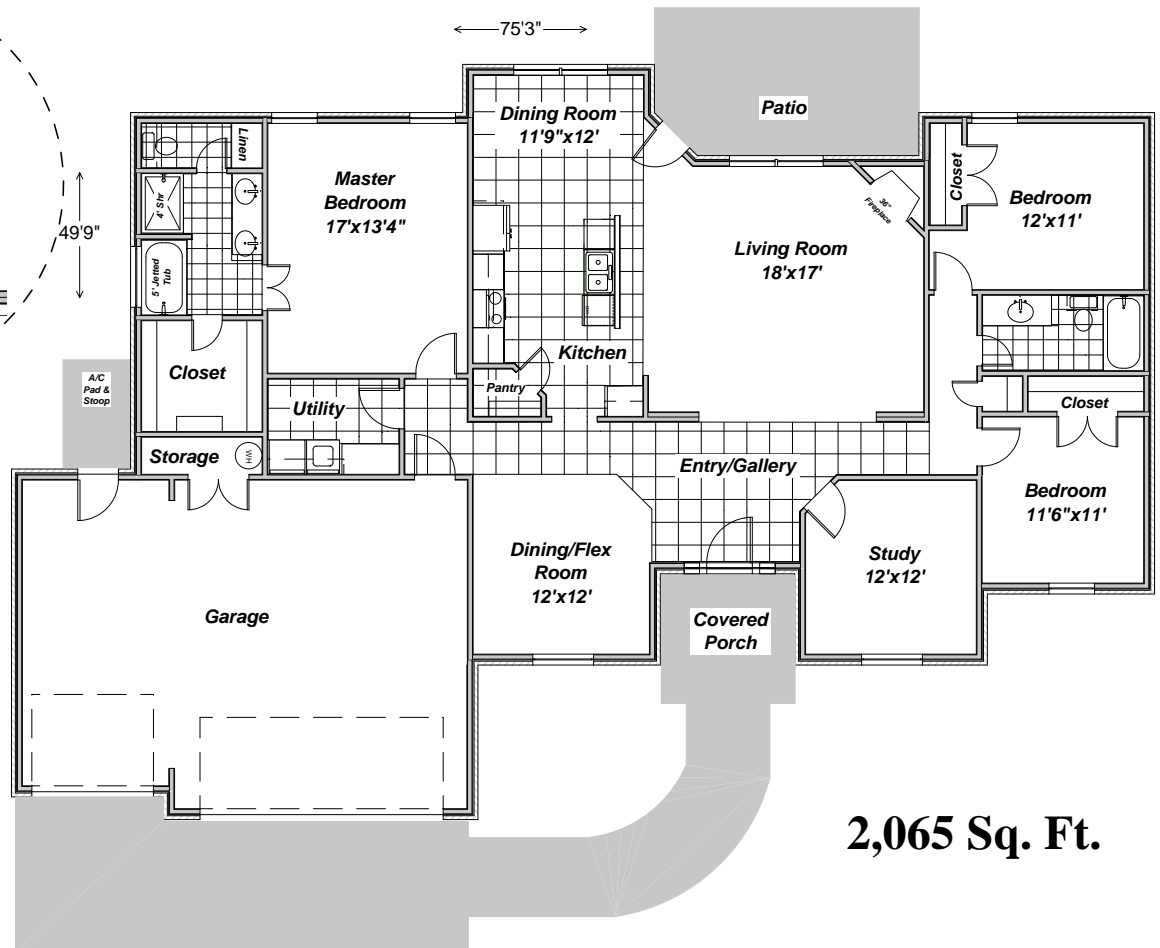 75'3"
49'9"
Dining Room
11'9"x12'
Patio
Linen
4' Shr
5' Jetted
Tub
Master
Bedroom
17'x13'4"
Living Room
18'x17'
36"
Fireplace
Closet
Bedroom
12'x11'
Kitchen
Pantry
A/C
Pad &
Stoop
Closet
Utility
Storage
WH
Closet
Entry/Gallery
Bedroom
11'6"x11'
Dining/Flex
Room
12'x12'
Study
12'x12'
Garage
Covered
Porch
2,065 Sq. Ft.